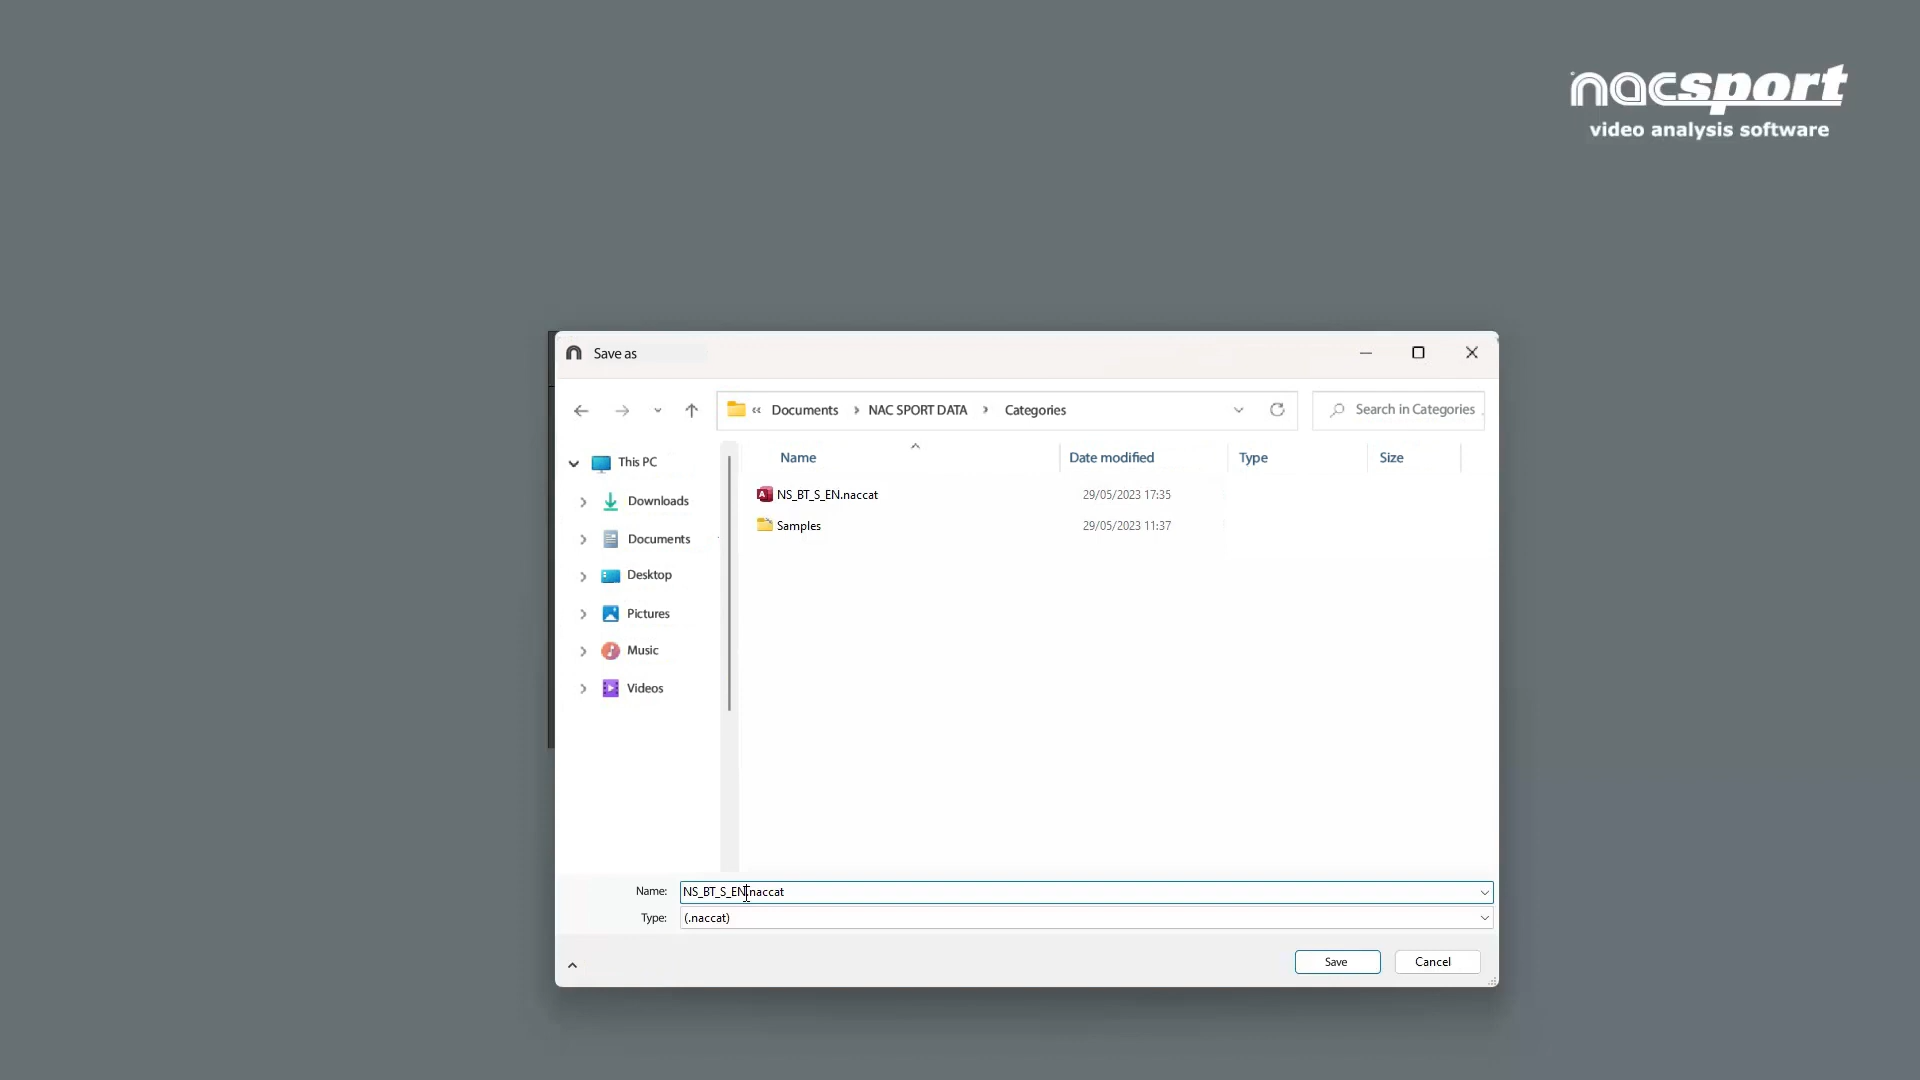 nacsport
video analysis software
Save as
« Documents > NAC SPORT DATA > Categories
Search in Categories
Name
Date modified
Type
Size
This PC
Downloads
Documents
Desktop
Pictures
Music
Videos
NS_BT_S_EN.naccat 29/05/2023 17:35
Samples 29/05/2023 11:37
Name: NS_BT_S_EN.naccat
Type: (.naccat)
Save
Cancel